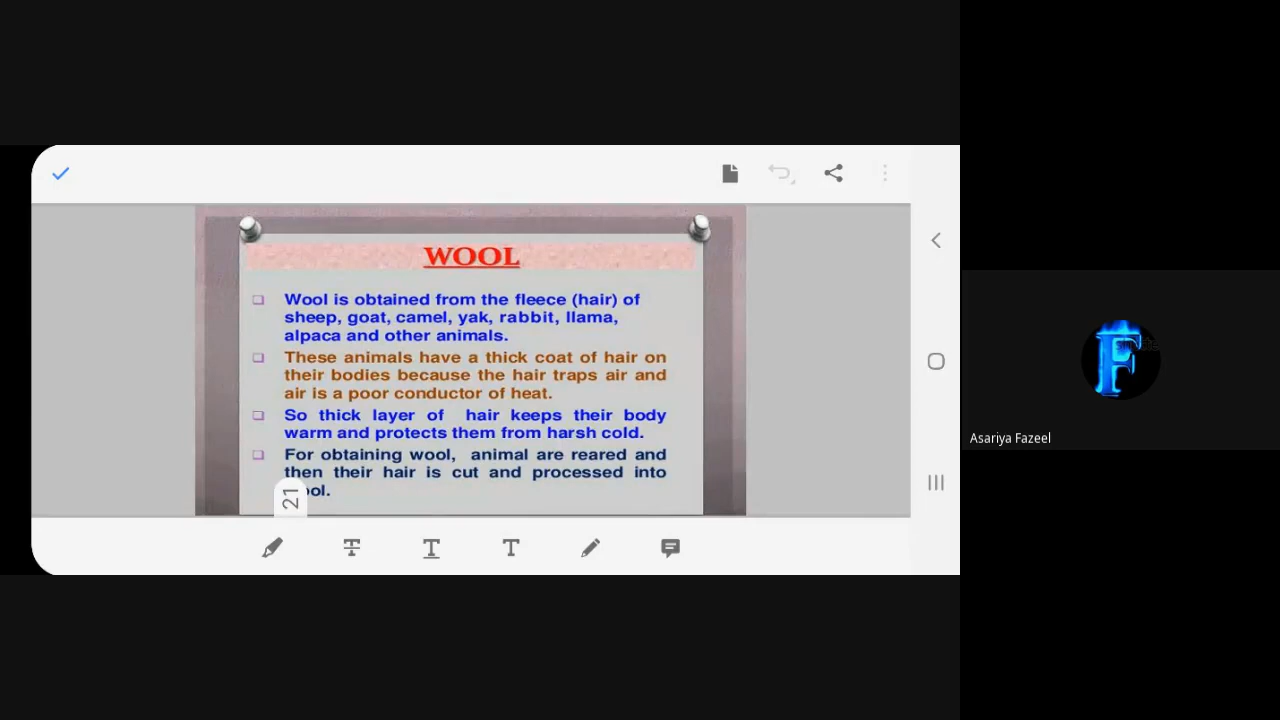 WOOL
Wool is obtained from the fleece (hair) of
sheep, goat, camel, yak, rabbit, llama,
alpaca and other animals.
These animals have a thick coat of hair on
their bodies because the hair traps air and
air is a poor conductor of heat.
So thick layer of hair keeps their body
warm and protects them from harsh cold.
For obtaining wool, animal are reared and
then their hair is cut and processed into
21
Asariya Fazeel